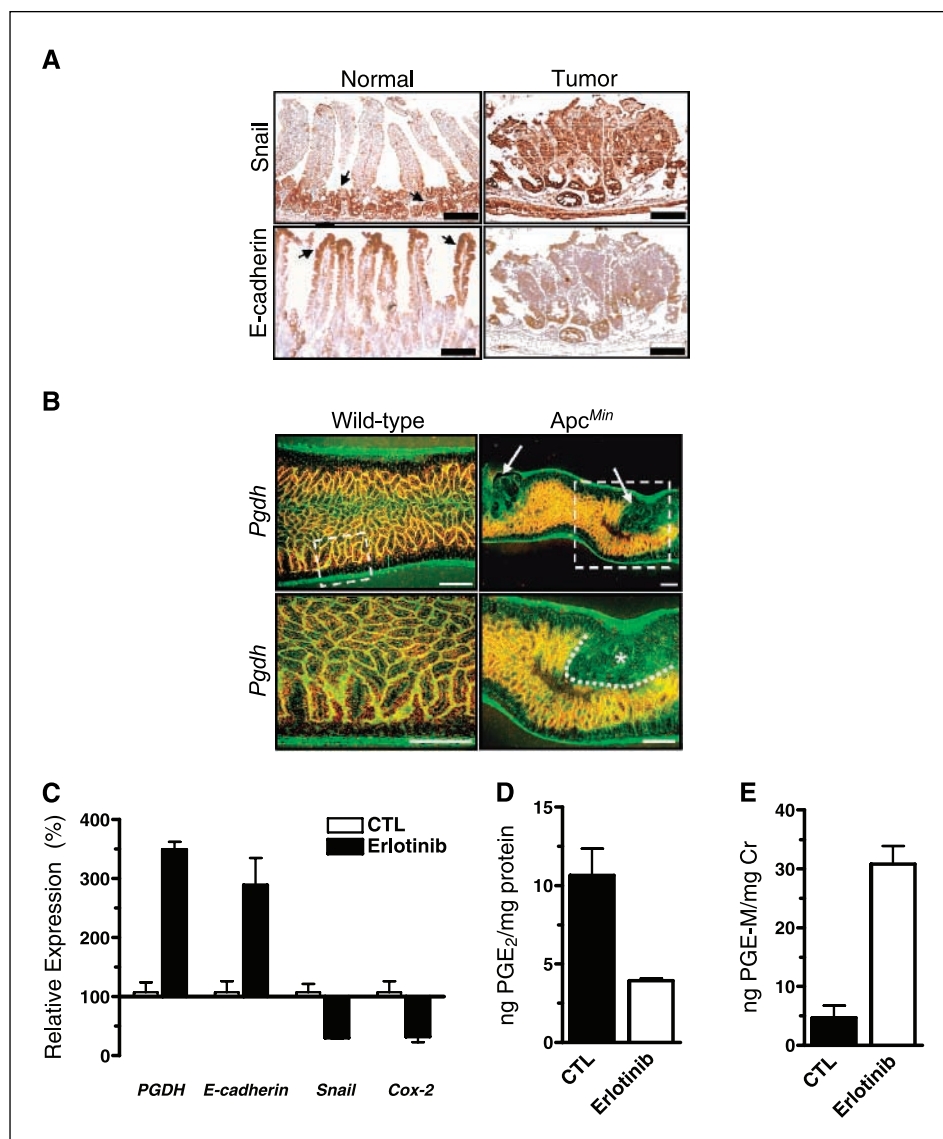 A
Normal
Tumor
Snail
E-cadherin
B
Wild-type
Apc^Min
Pgdh
Pgdh
*
C
Relative Expression (%)
400
300
200
100
0
CTL
Erlotinib
PGDH
E-cadherin
Snail
Cox-2
D
ng PGE₂/mg protein
15
10
5
0
CTL
Erlotinib
E
ng PGE-M/mg Cr
40
30
20
10
0
CTL
Erlotinib